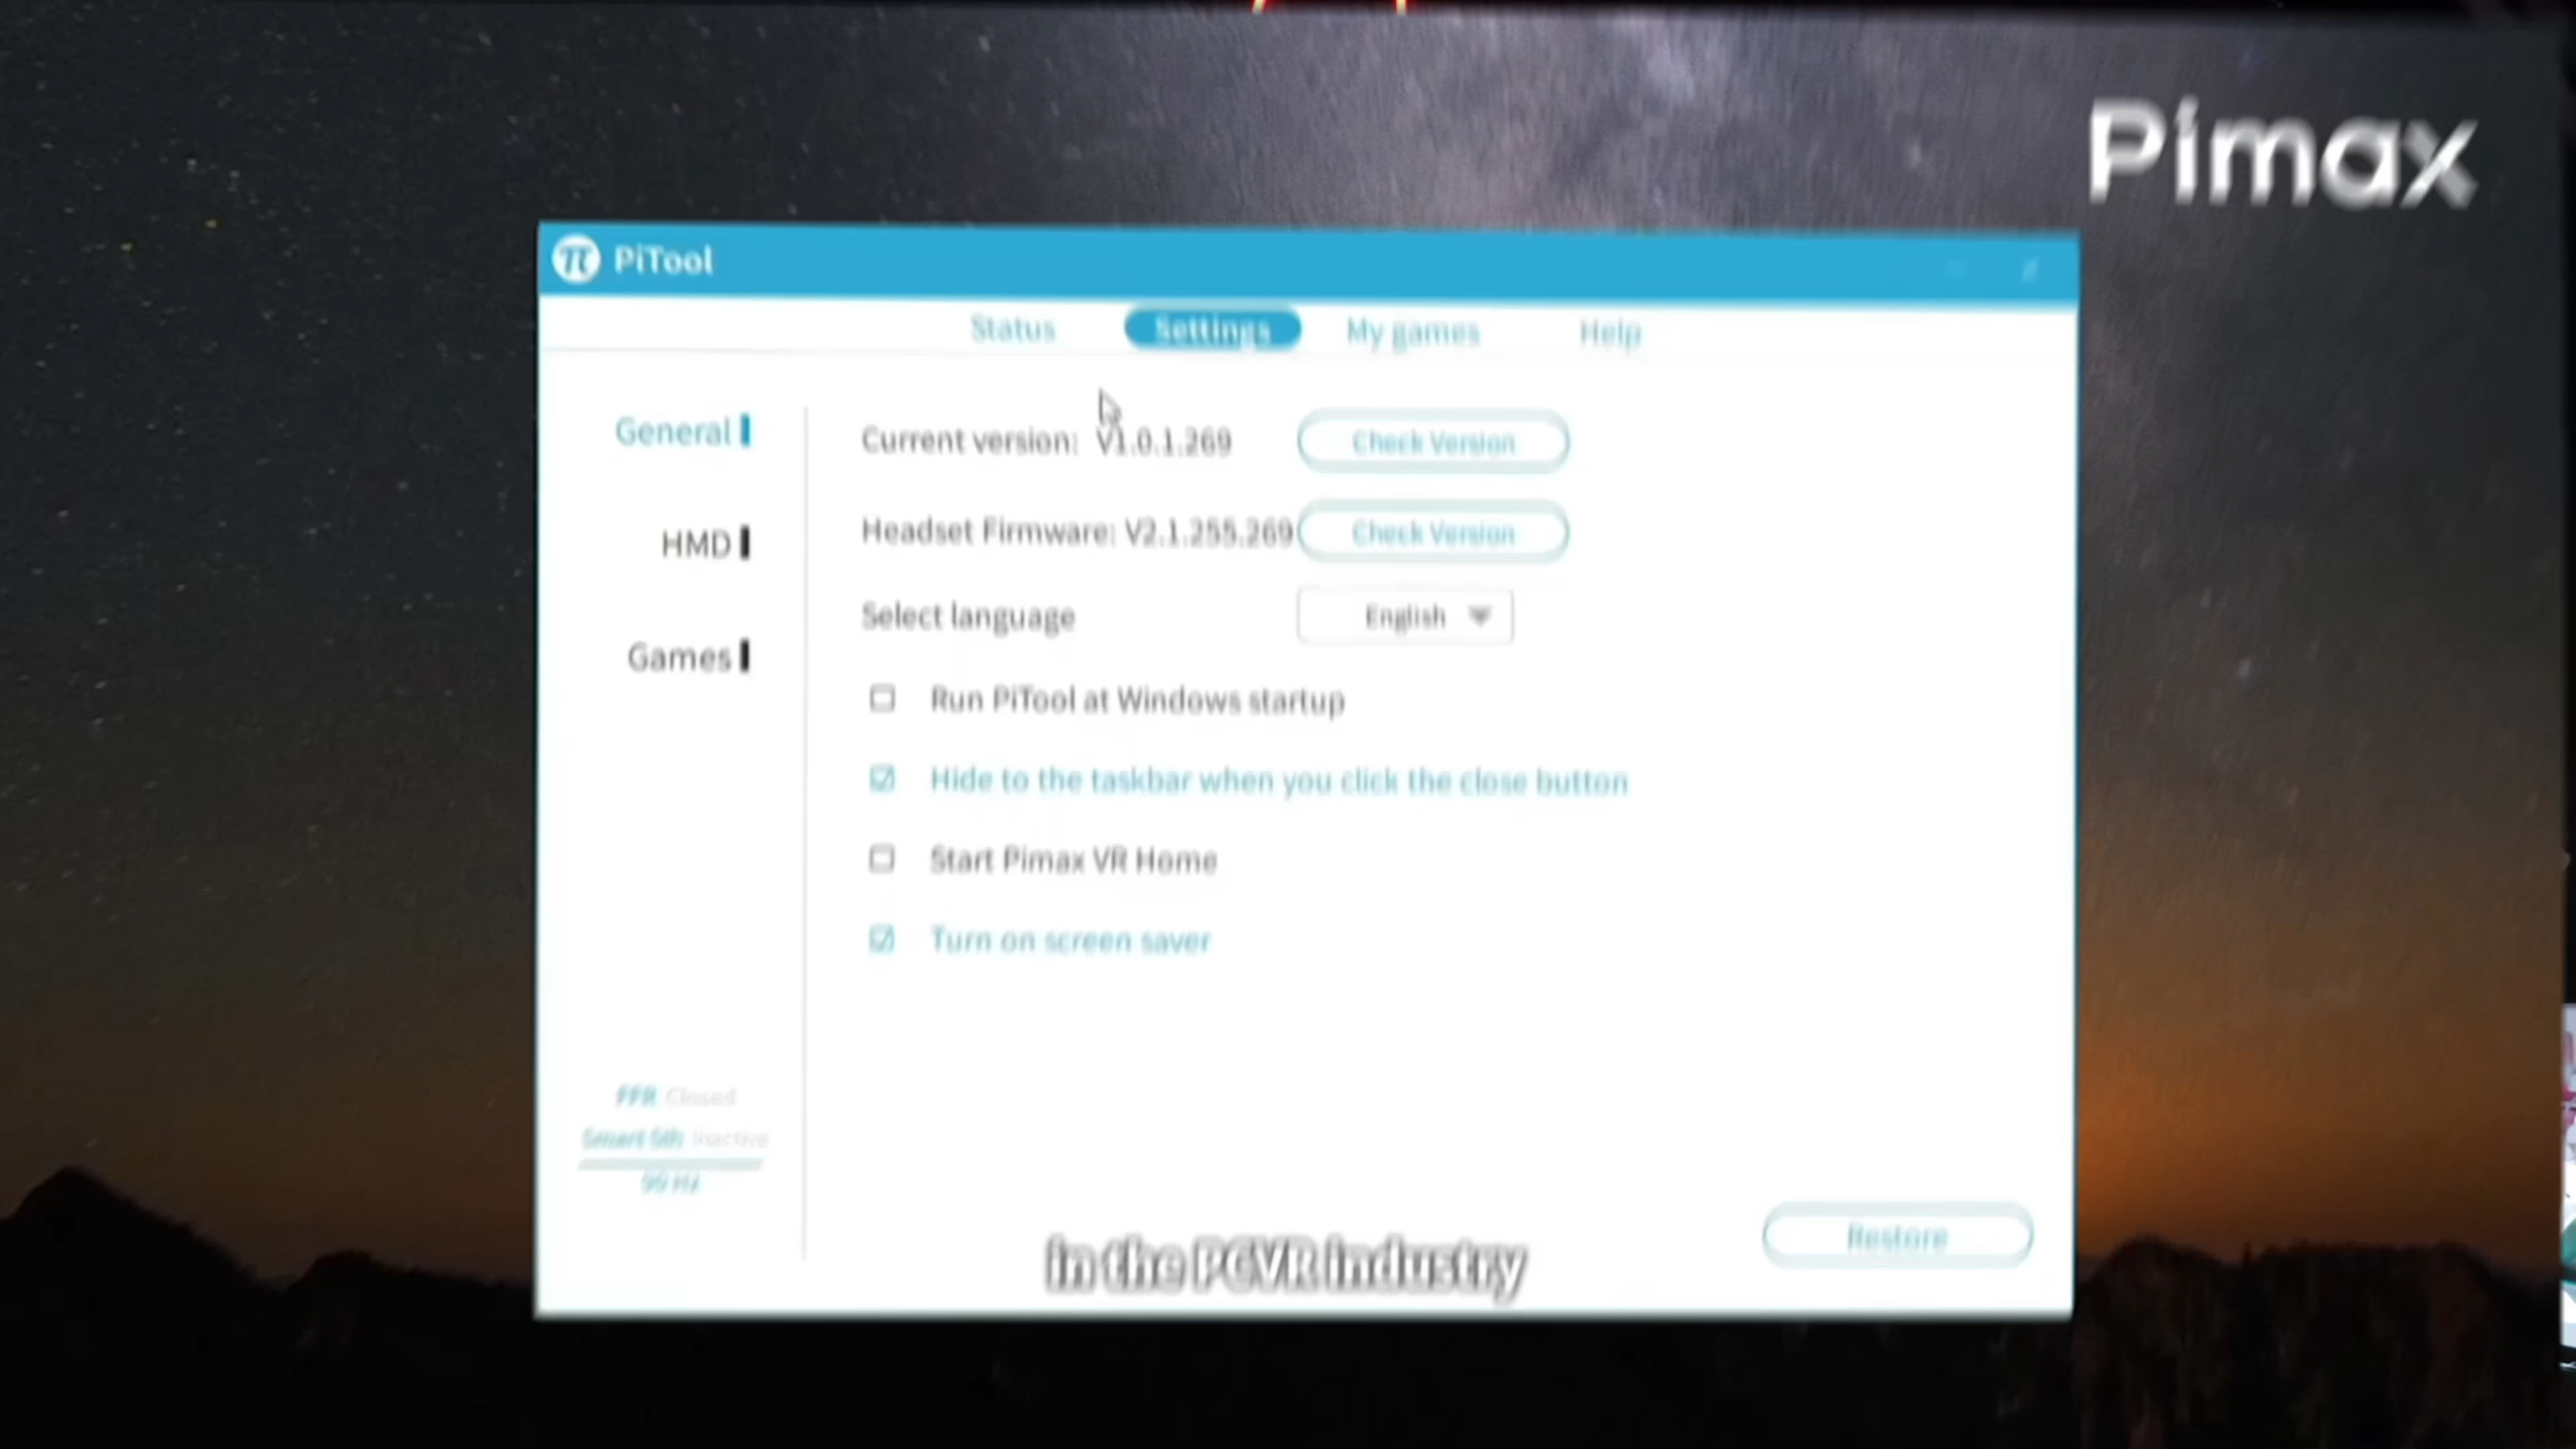 Pimax
PiTool
Status Settings My games Help
General
HMD
Games
Current version: V1.0.1.269 Check Version
Headset Firmware: V2.1.255.269 Check Version
Select language English
Run PiTool at Windows startup
Hide to the taskbar when you click the close button
Start Pimax VR Home
Turn on screen saver
FFR Closed
Smart Sth Inactive
90 Hz
Restore
in the PCVR industry